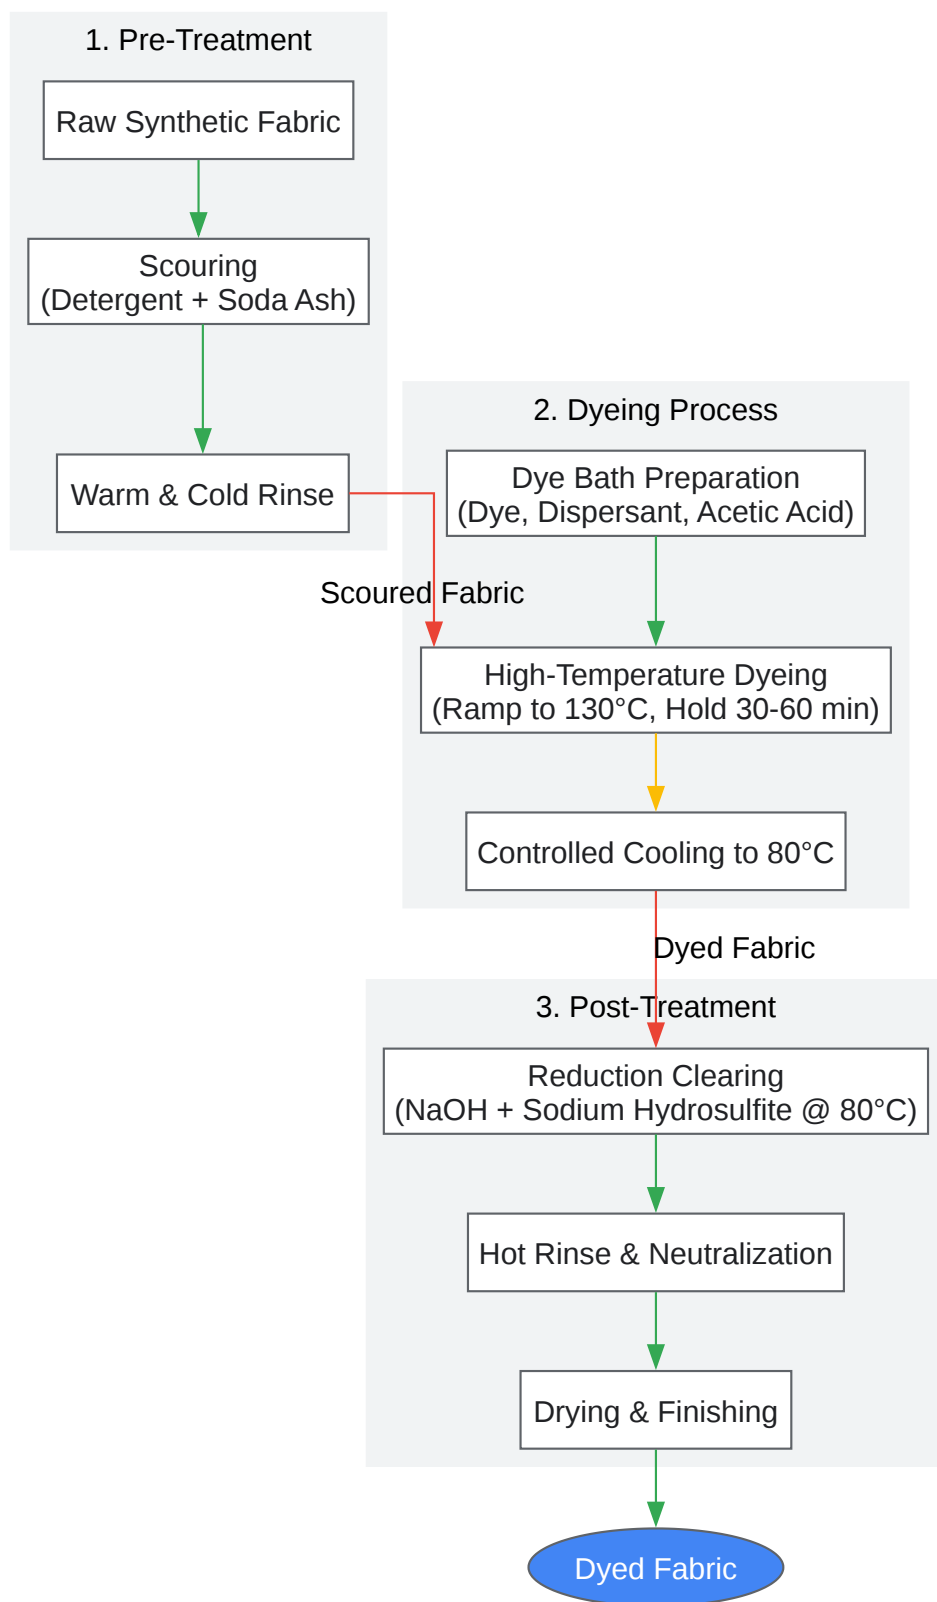 1. Pre-Treatment
Raw Synthetic Fabric
Scouring
(Detergent + Soda Ash)
Warm & Cold Rinse
Scoured Fabric
2. Dyeing Process
Dye Bath Preparation
(Dye, Dispersant, Acetic Acid)
High-Temperature Dyeing
(Ramp to 130°C, Hold 30-60 min)
Controlled Cooling to 80°C
Dyed Fabric
3. Post-Treatment
Reduction Clearing
(NaOH + Sodium Hydrosulfite @ 80°C)
Hot Rinse & Neutralization
Drying & Finishing
Dyed Fabric